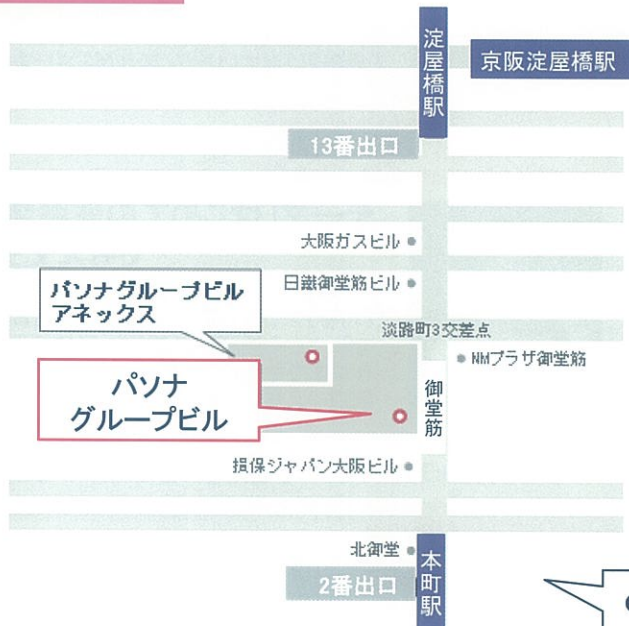 淀屋橋駅
京阪淀屋橋駅
13番出口
大阪ガスビル
日鐵御堂筋ビル
パソナグループビル
アネックス
淡路町3交差点
NMプラザ御堂筋
パソナ
グループビル
御堂筋
損保ジャパン大阪ビル
北御堂
本町駅
2番出口